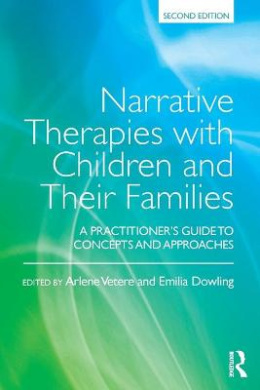 SECOND EDITION
Narrative
Therapies with
Children and
Their Families
A PRACTITIONER'S GUIDE TO
CONCEPTS AND APPROACHES
EDITED BY Arlene Vetere and Emilia Dowling
R
ROUTLEDGE